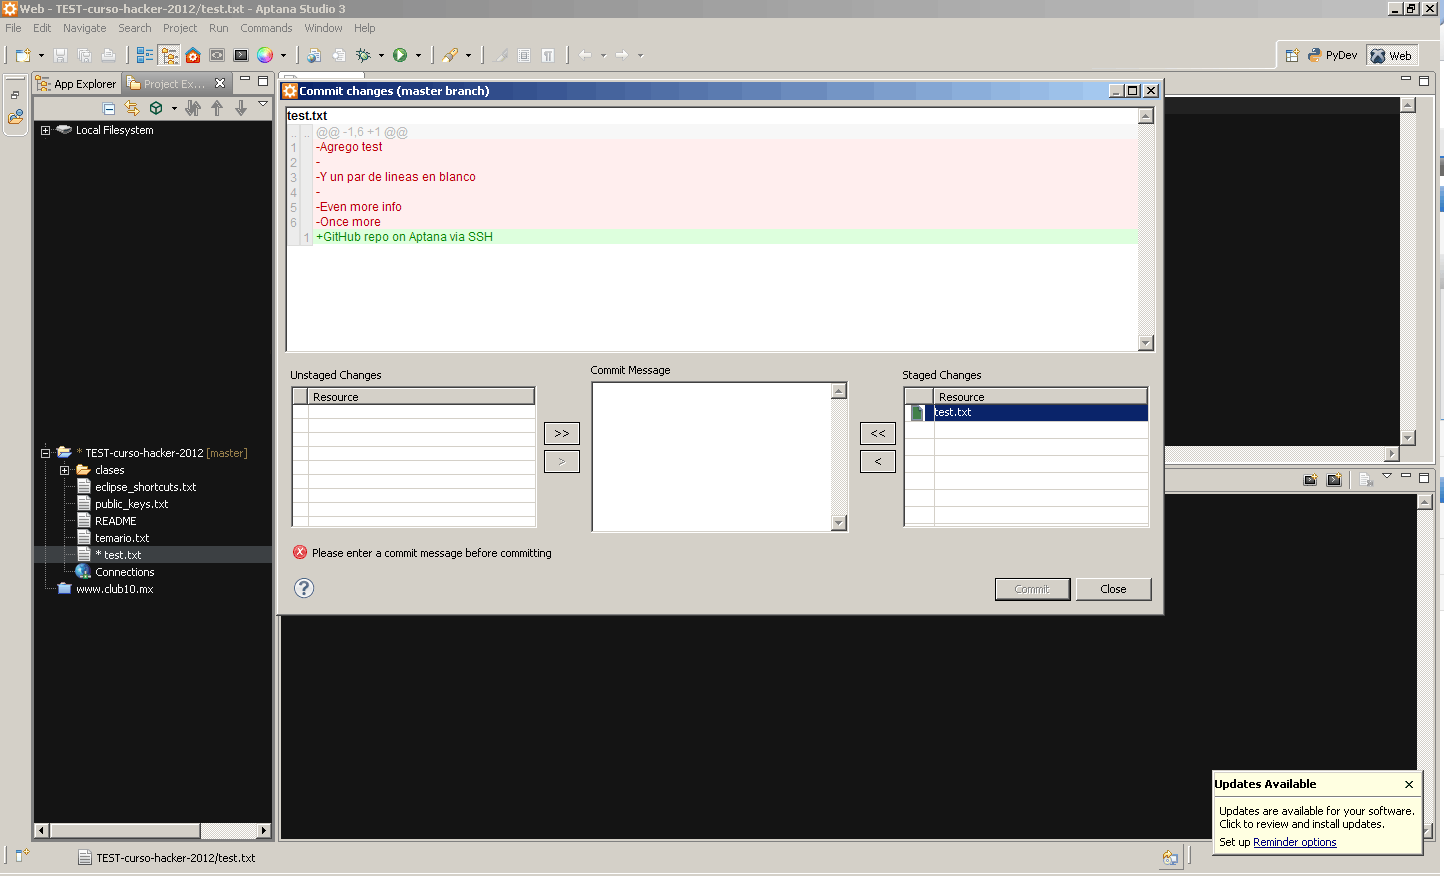 Web - TEST-curso-hacker-2012/test.txt - Aptana Studio 3
File Edit Navigate Search Project Run Commands Window Help
PyDev Web
App Explorer Project Ex...
Local Filesystem
* TEST-curso-hacker-2012 [master]
clases
eclipse_shortcuts.txt
public_keys.txt
README
temario.txt
* test.txt
Connections
www.club10.mx
Commit changes (master branch)
test.txt
.. .. @@ -1,6 +1 @@
1 -Agrego test
2 -
3 -Y un par de lineas en blanco
4 -
5 -Even more info
6 -Once more
1 +GitHub repo on Aptana via SSH
Unstaged Changes
Resource
>>
>
Commit Message
<<
<
Staged Changes
Resource
test.txt
Please enter a commit message before committing
?
Commit Close
Updates Available
Updates are available for your software.
Click to review and install updates.
Set up Reminder options
TEST-curso-hacker-2012/test.txt